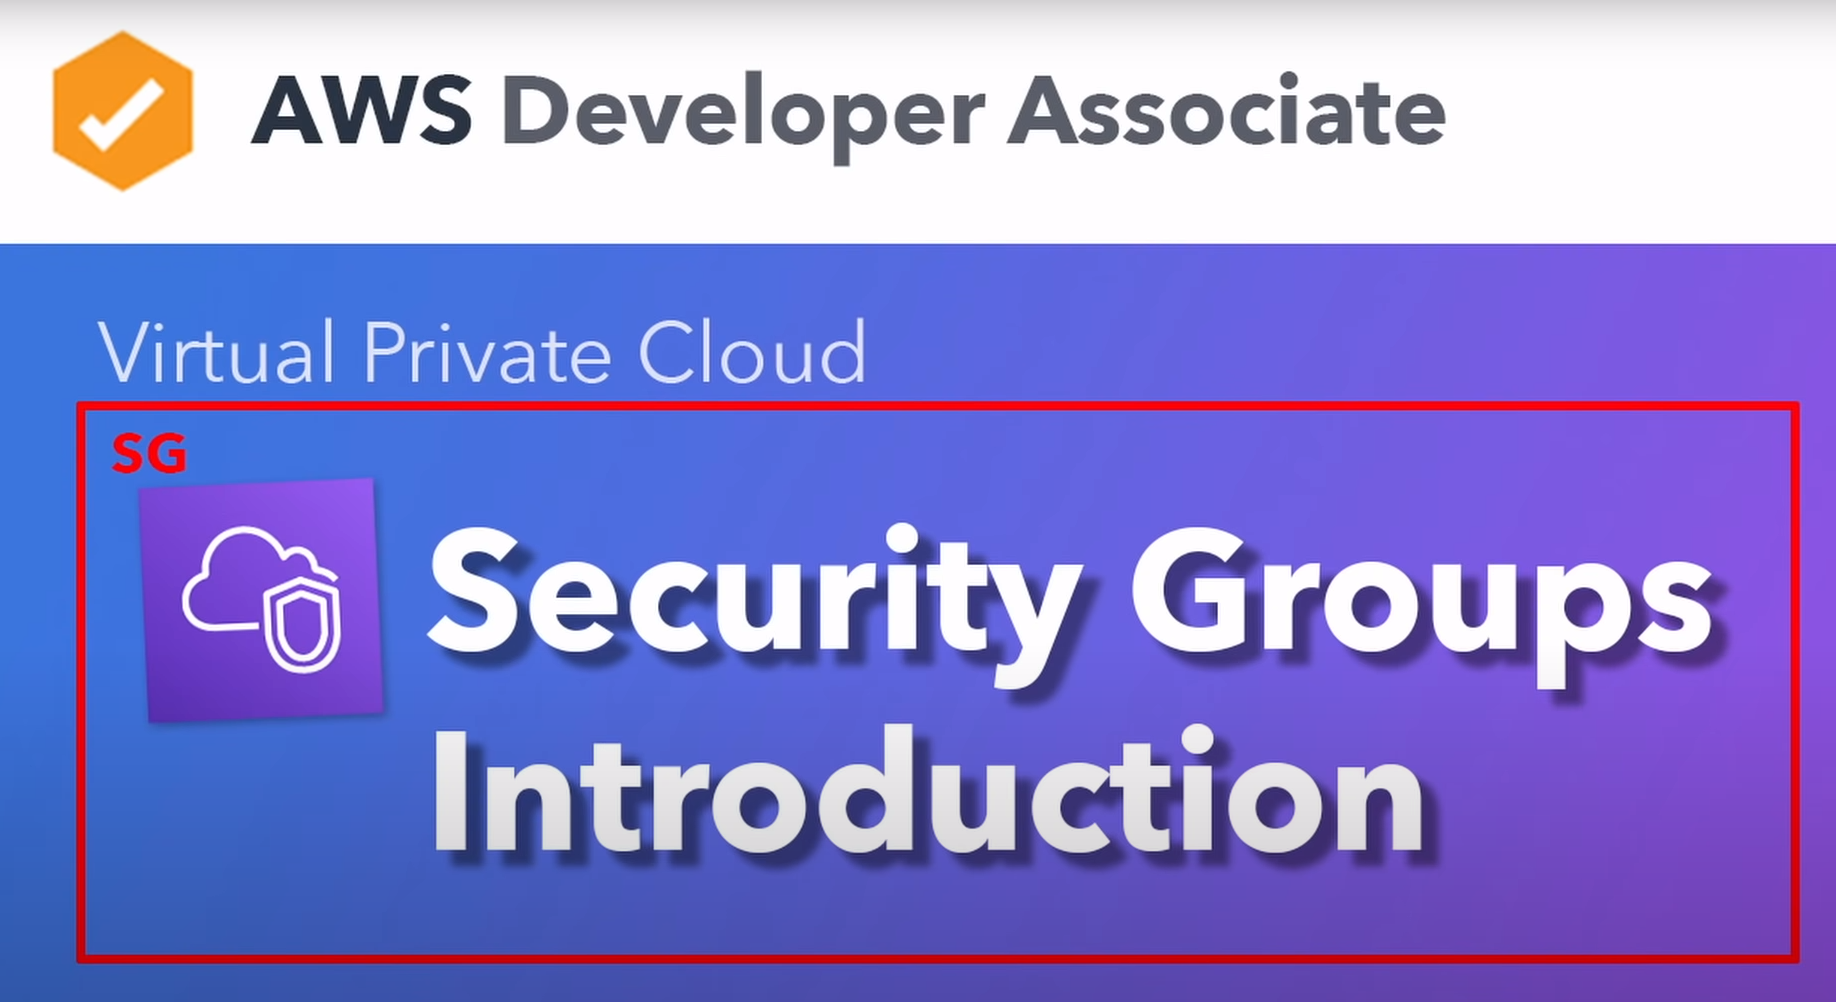 AWS Developer Associate
Virtual Private Cloud
SG
Security Groups
Introduction